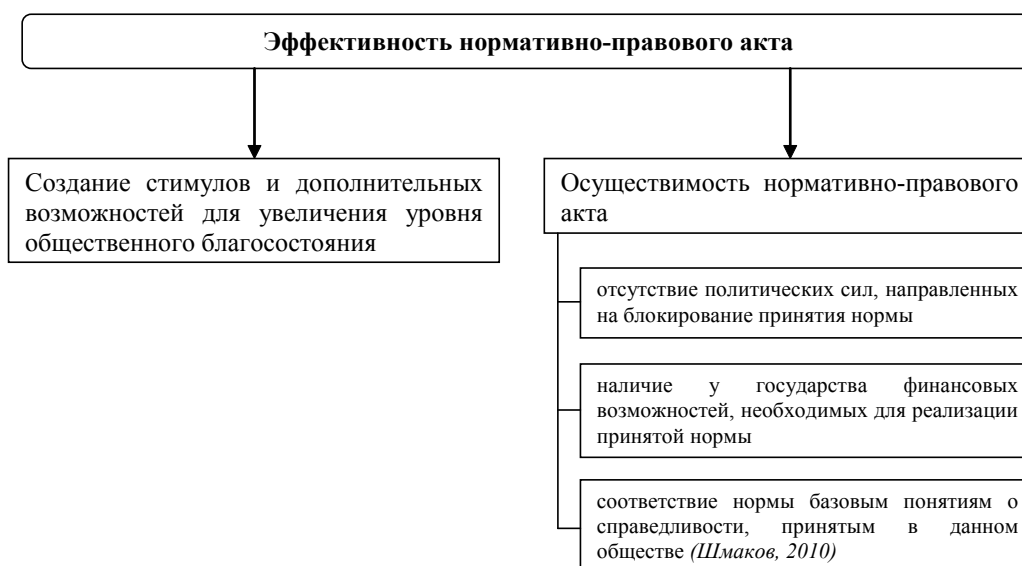 Эффективность нормативно-правового акта
Создание стимулов и дополнительных
возможностей для увеличения уровня
общественного благосостояния
Осуществимость нормативно-правового
акта
отсутствие политических сил, направленных
на блокирование принятия нормы
наличие у государства финансовых
возможностей, необходимых для реализации
принятой нормы
соответствие нормы базовым понятиям о
справедливости, принятым в данном
обществе (Шмаков, 2010)